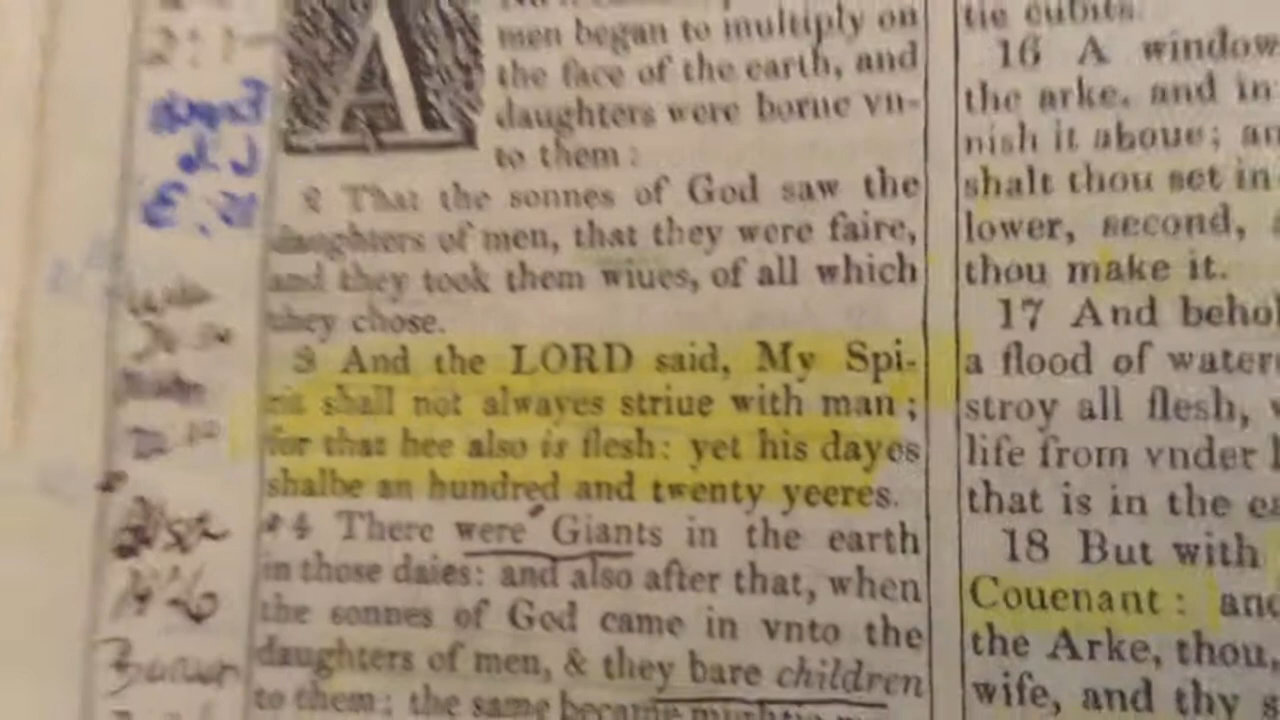 men began to multiply on
the face of the earth, and
daughters were borne vn-
to them:
2 That the sonnes of God saw the
daughters of men, that they were faire,
and they took them wiues, of all which
they chose.
3 And the LORD said, My Spi-
rit shall not alwayes striue with man;
for that hee also is flesh: yet his dayes
shalbe an hundred and twenty yeeres.
4 There were Giants in the earth
in those daies: and also after that, when
the sonnes of God came in vnto the
daughters of men, & they bare children
to them; the same became
tie cubits.
16 A window
the arke, and in
nish it aboue; an
shalt thou set in
lower, second,
thou make it.
17 And behol
a flood of water
stroy all flesh,
life from vnder
that is in the ea
18 But with
Couenant: and
the Arke, thou,
wife, and thy s